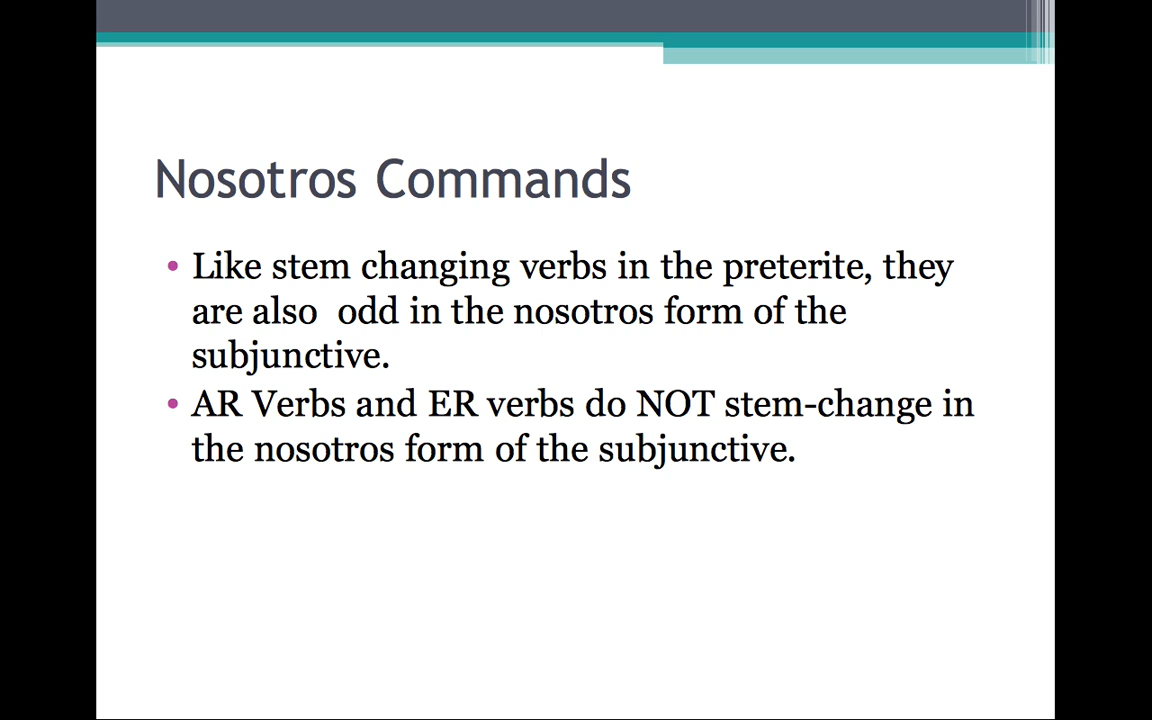 Nosotros Commands
• Like stem changing verbs in the preterite, they
are also  odd in the nosotros form of the
subjunctive.
• AR Verbs and ER verbs do NOT stem-change in
the nosotros form of the subjunctive.